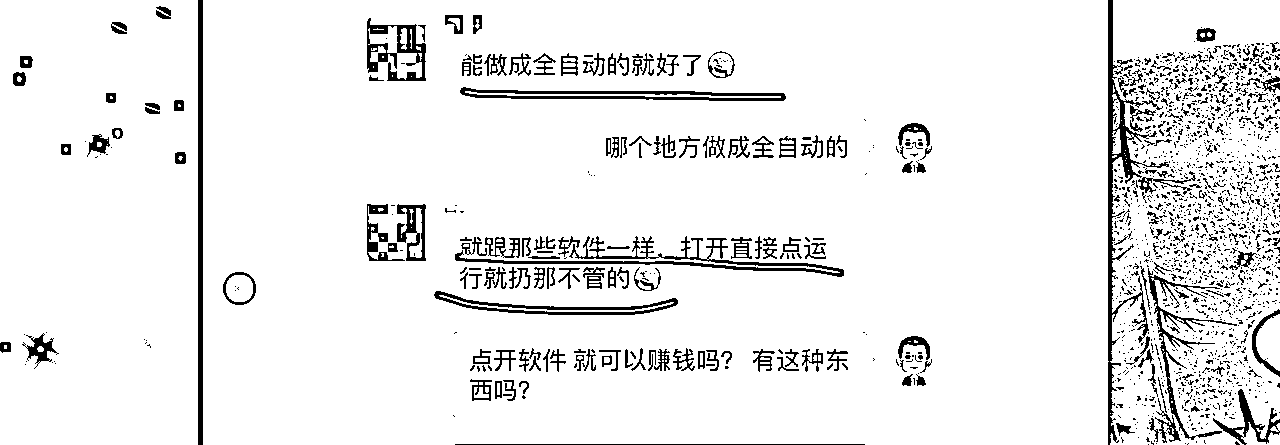 能做成全自动的就好了
哪个地方做成全自动的
就跟那些软件一样，打开直接点运
行就扔那不管的
点开软件 就可以赚钱吗？ 有这种东
西吗？